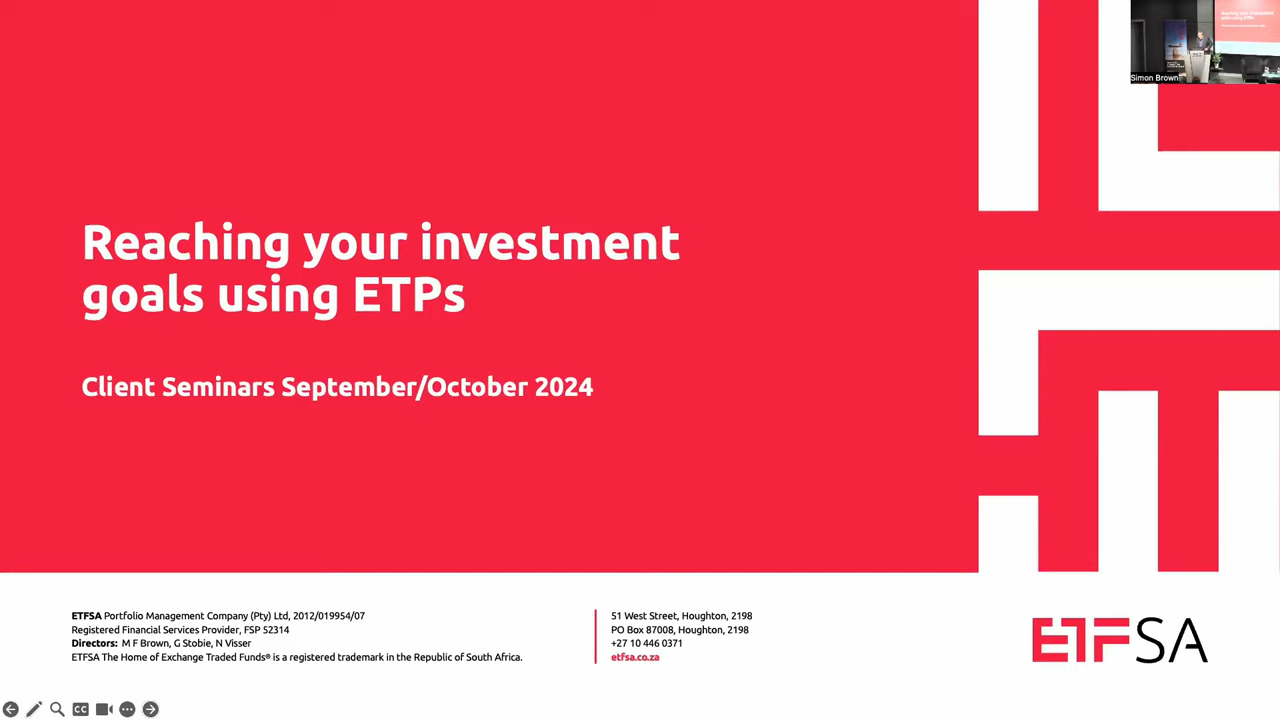 Simon Brown
Reaching your investment
goals using ETPs
Client Seminars September/October 2024
ETFSA Portfolio Management Company (Pty) Ltd, 2012/019954/07
Registered Financial Services Provider, FSP 52314
Directors: M F Brown, G Stobie, N Visser
ETFSA The Home of Exchange Traded Funds® is a registered trademark in the Republic of South Africa.
51 West Street, Houghton, 2198
PO Box 87008, Houghton, 2198
+27 10 446 0371
etfsa.co.za
ETFSA
CC